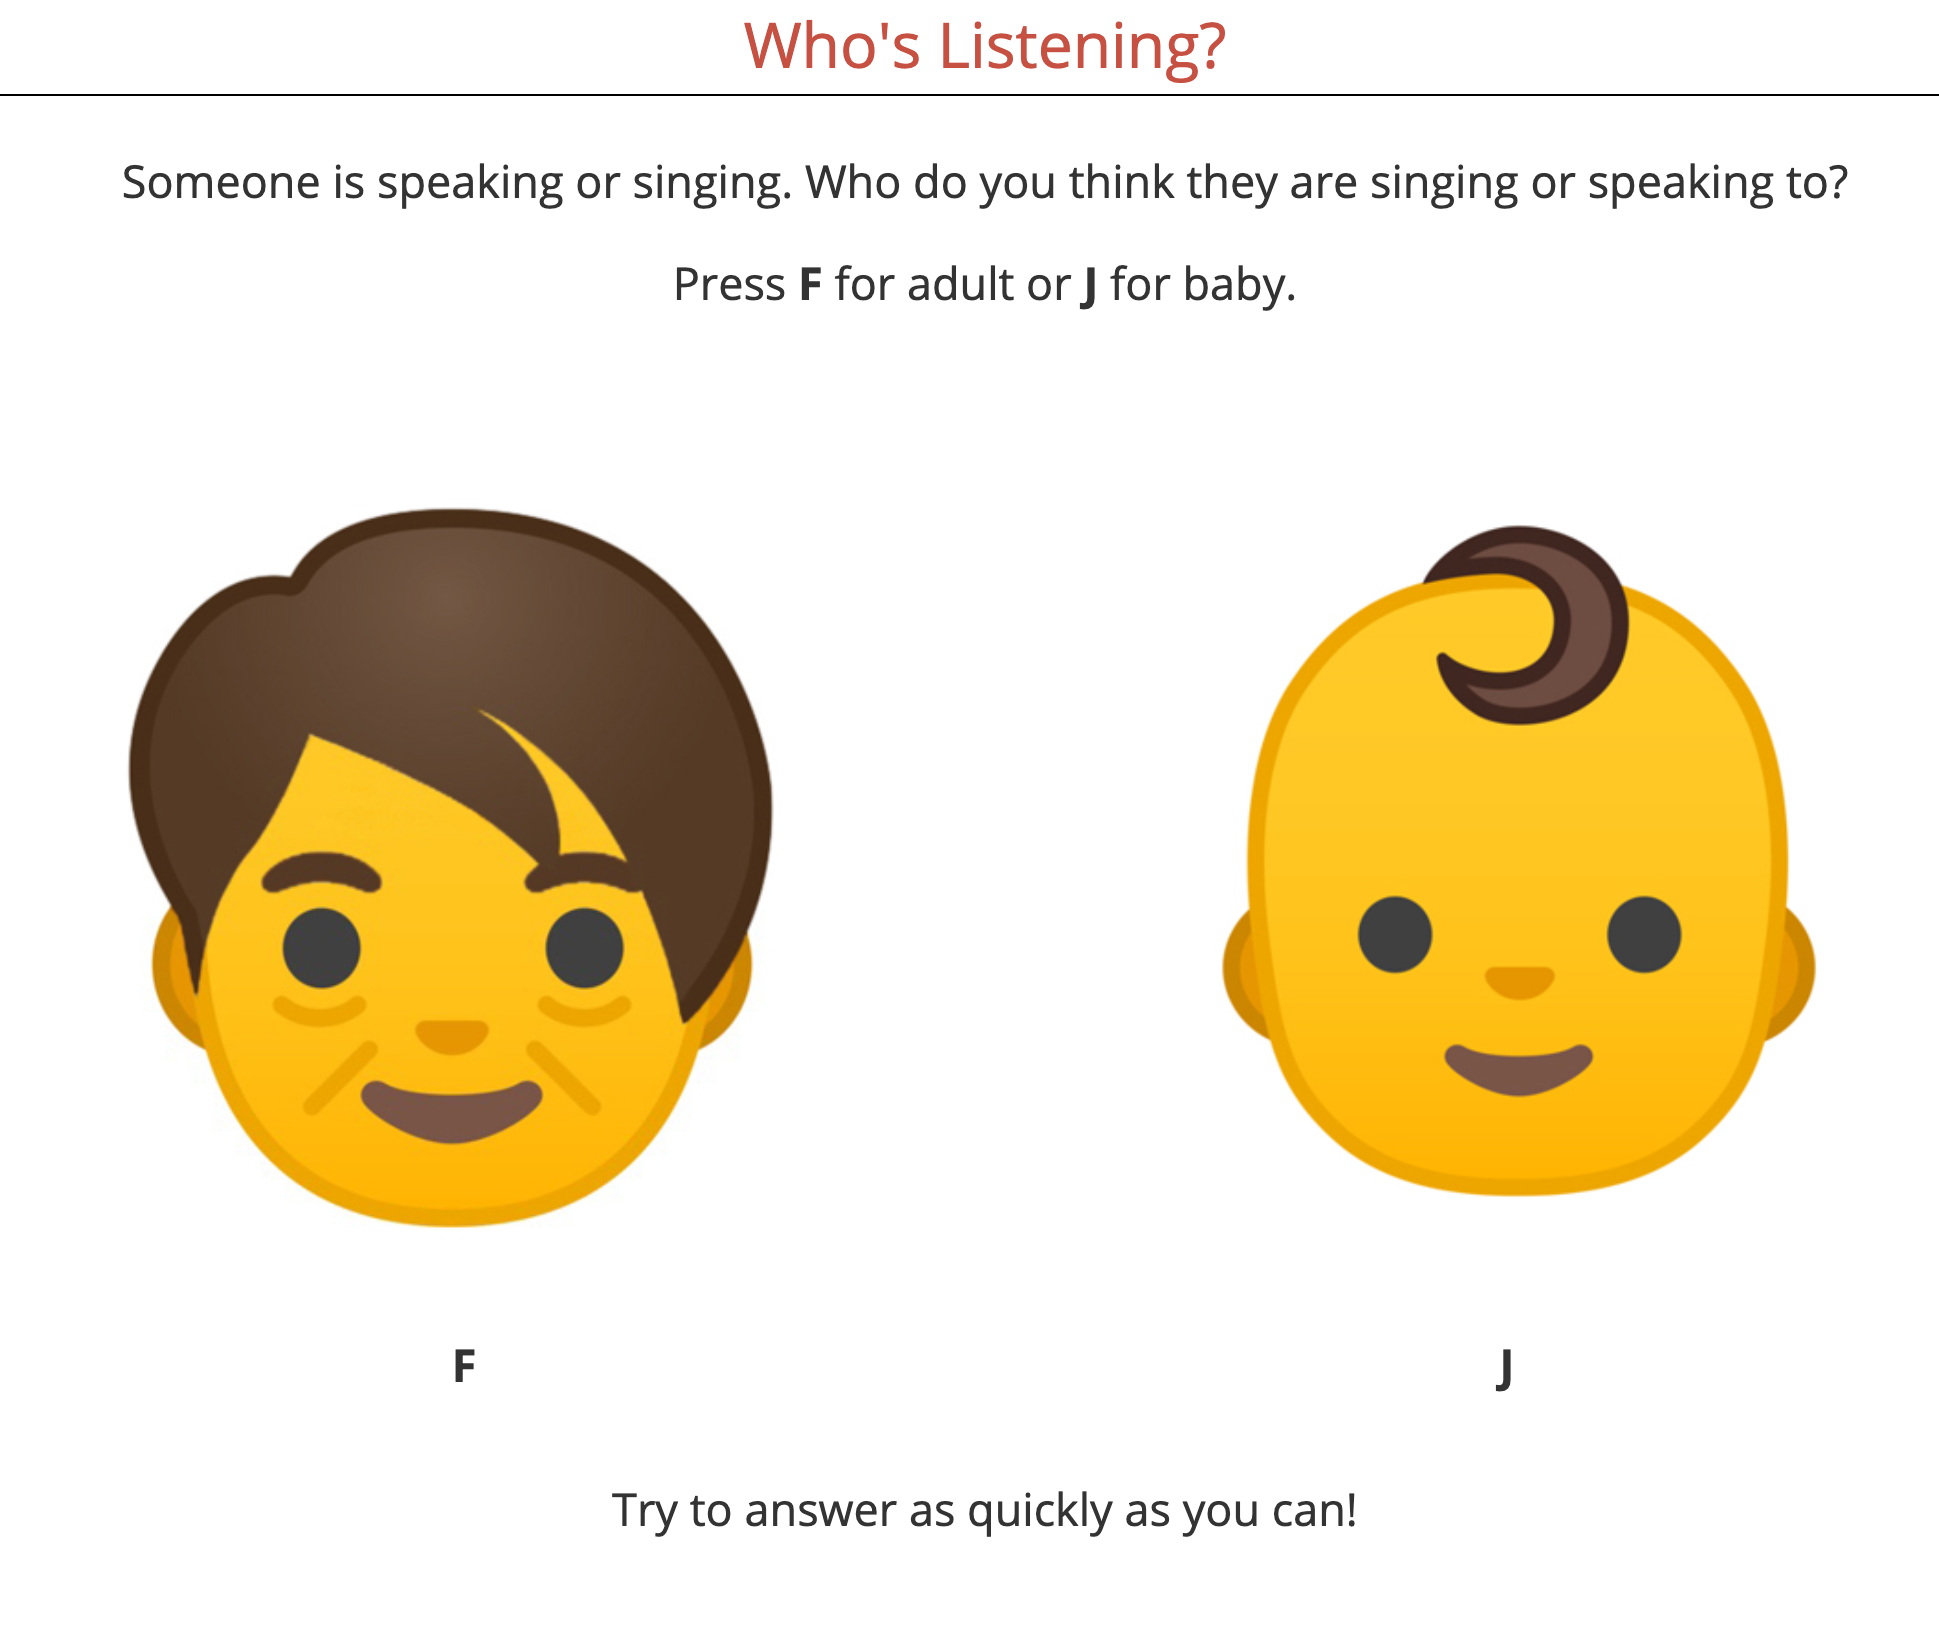 Who's Listening?
Someone is speaking or singing. Who do you think they are singing or speaking to?
Press F for adult or J for baby.
F
J
Try to answer as quickly as you can!